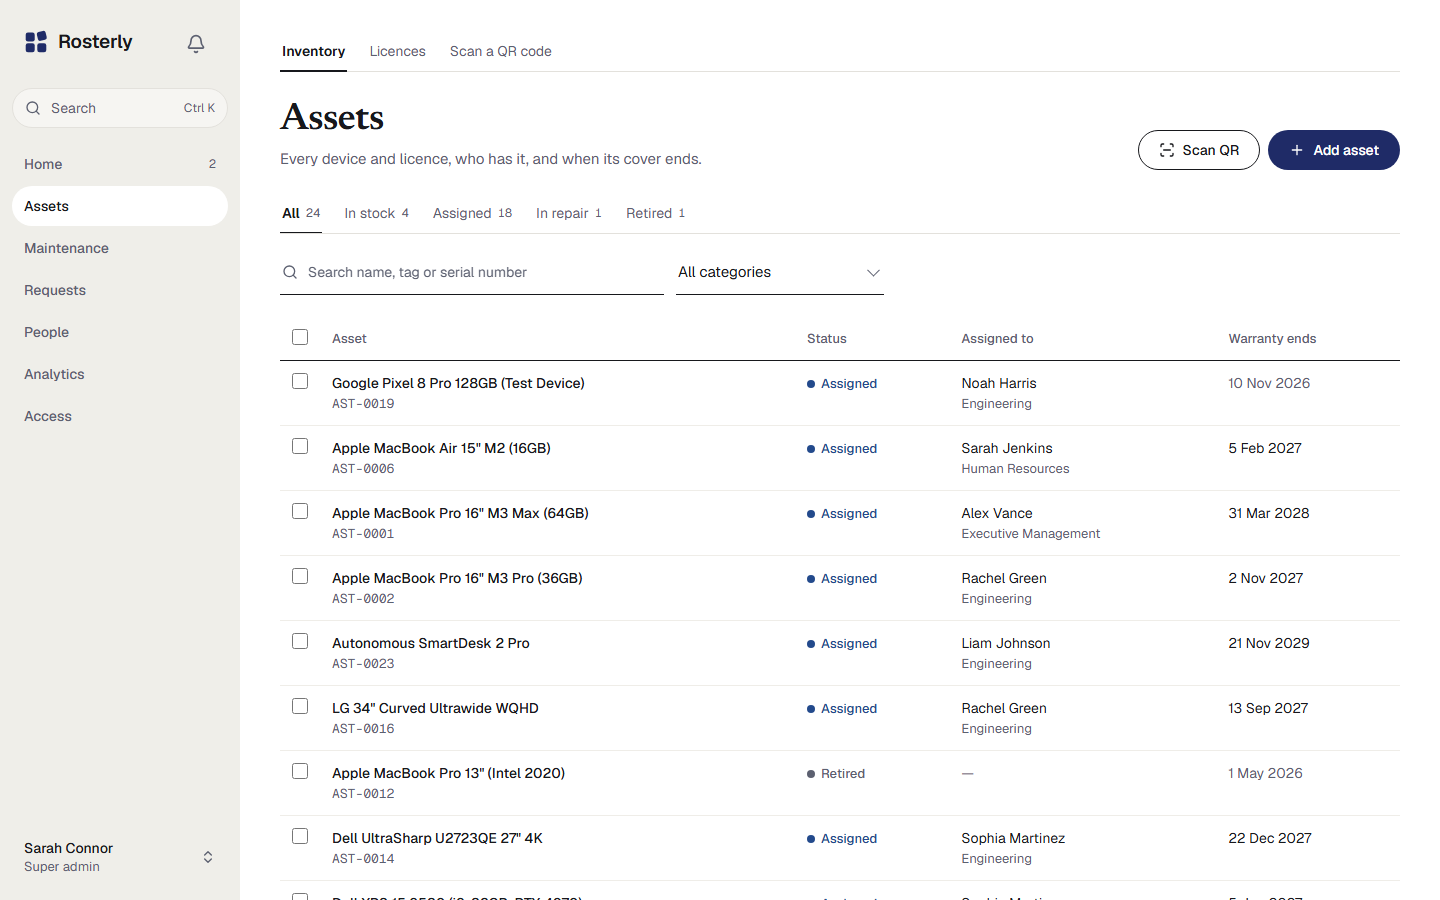 Rosterly
Search Ctrl K
Home 2
Assets
Maintenance
Requests
People
Analytics
Access
Sarah Connor
Super admin
Inventory Licences Scan a QR code
Assets
Every device and licence, who has it, and when its cover ends.
Scan QR
Add asset
All 24 In stock 4 Assigned 18 In repair 1 Retired 1
Search name, tag or serial number
All categories
Asset Status Assigned to Warranty ends
Google Pixel 8 Pro 128GB (Test Device) Assigned Noah Harris 10 Nov 2026
AST-0019 Engineering
Apple MacBook Air 15" M2 (16GB) Assigned Sarah Jenkins 5 Feb 2027
AST-0006 Human Resources
Apple MacBook Pro 16" M3 Max (64GB) Assigned Alex Vance 31 Mar 2028
AST-0001 Executive Management
Apple MacBook Pro 16" M3 Pro (36GB) Assigned Rachel Green 2 Nov 2027
AST-0002 Engineering
Autonomous SmartDesk 2 Pro Assigned Liam Johnson 21 Nov 2029
AST-0023 Engineering
LG 34" Curved Ultrawide WQHD Assigned Rachel Green 13 Sep 2027
AST-0016 Engineering
Apple MacBook Pro 13" (Intel 2020) Retired — 1 May 2026
AST-0012
Dell UltraSharp U2723QE 27" 4K Assigned Sophia Martinez 22 Dec 2027
AST-0014 Engineering